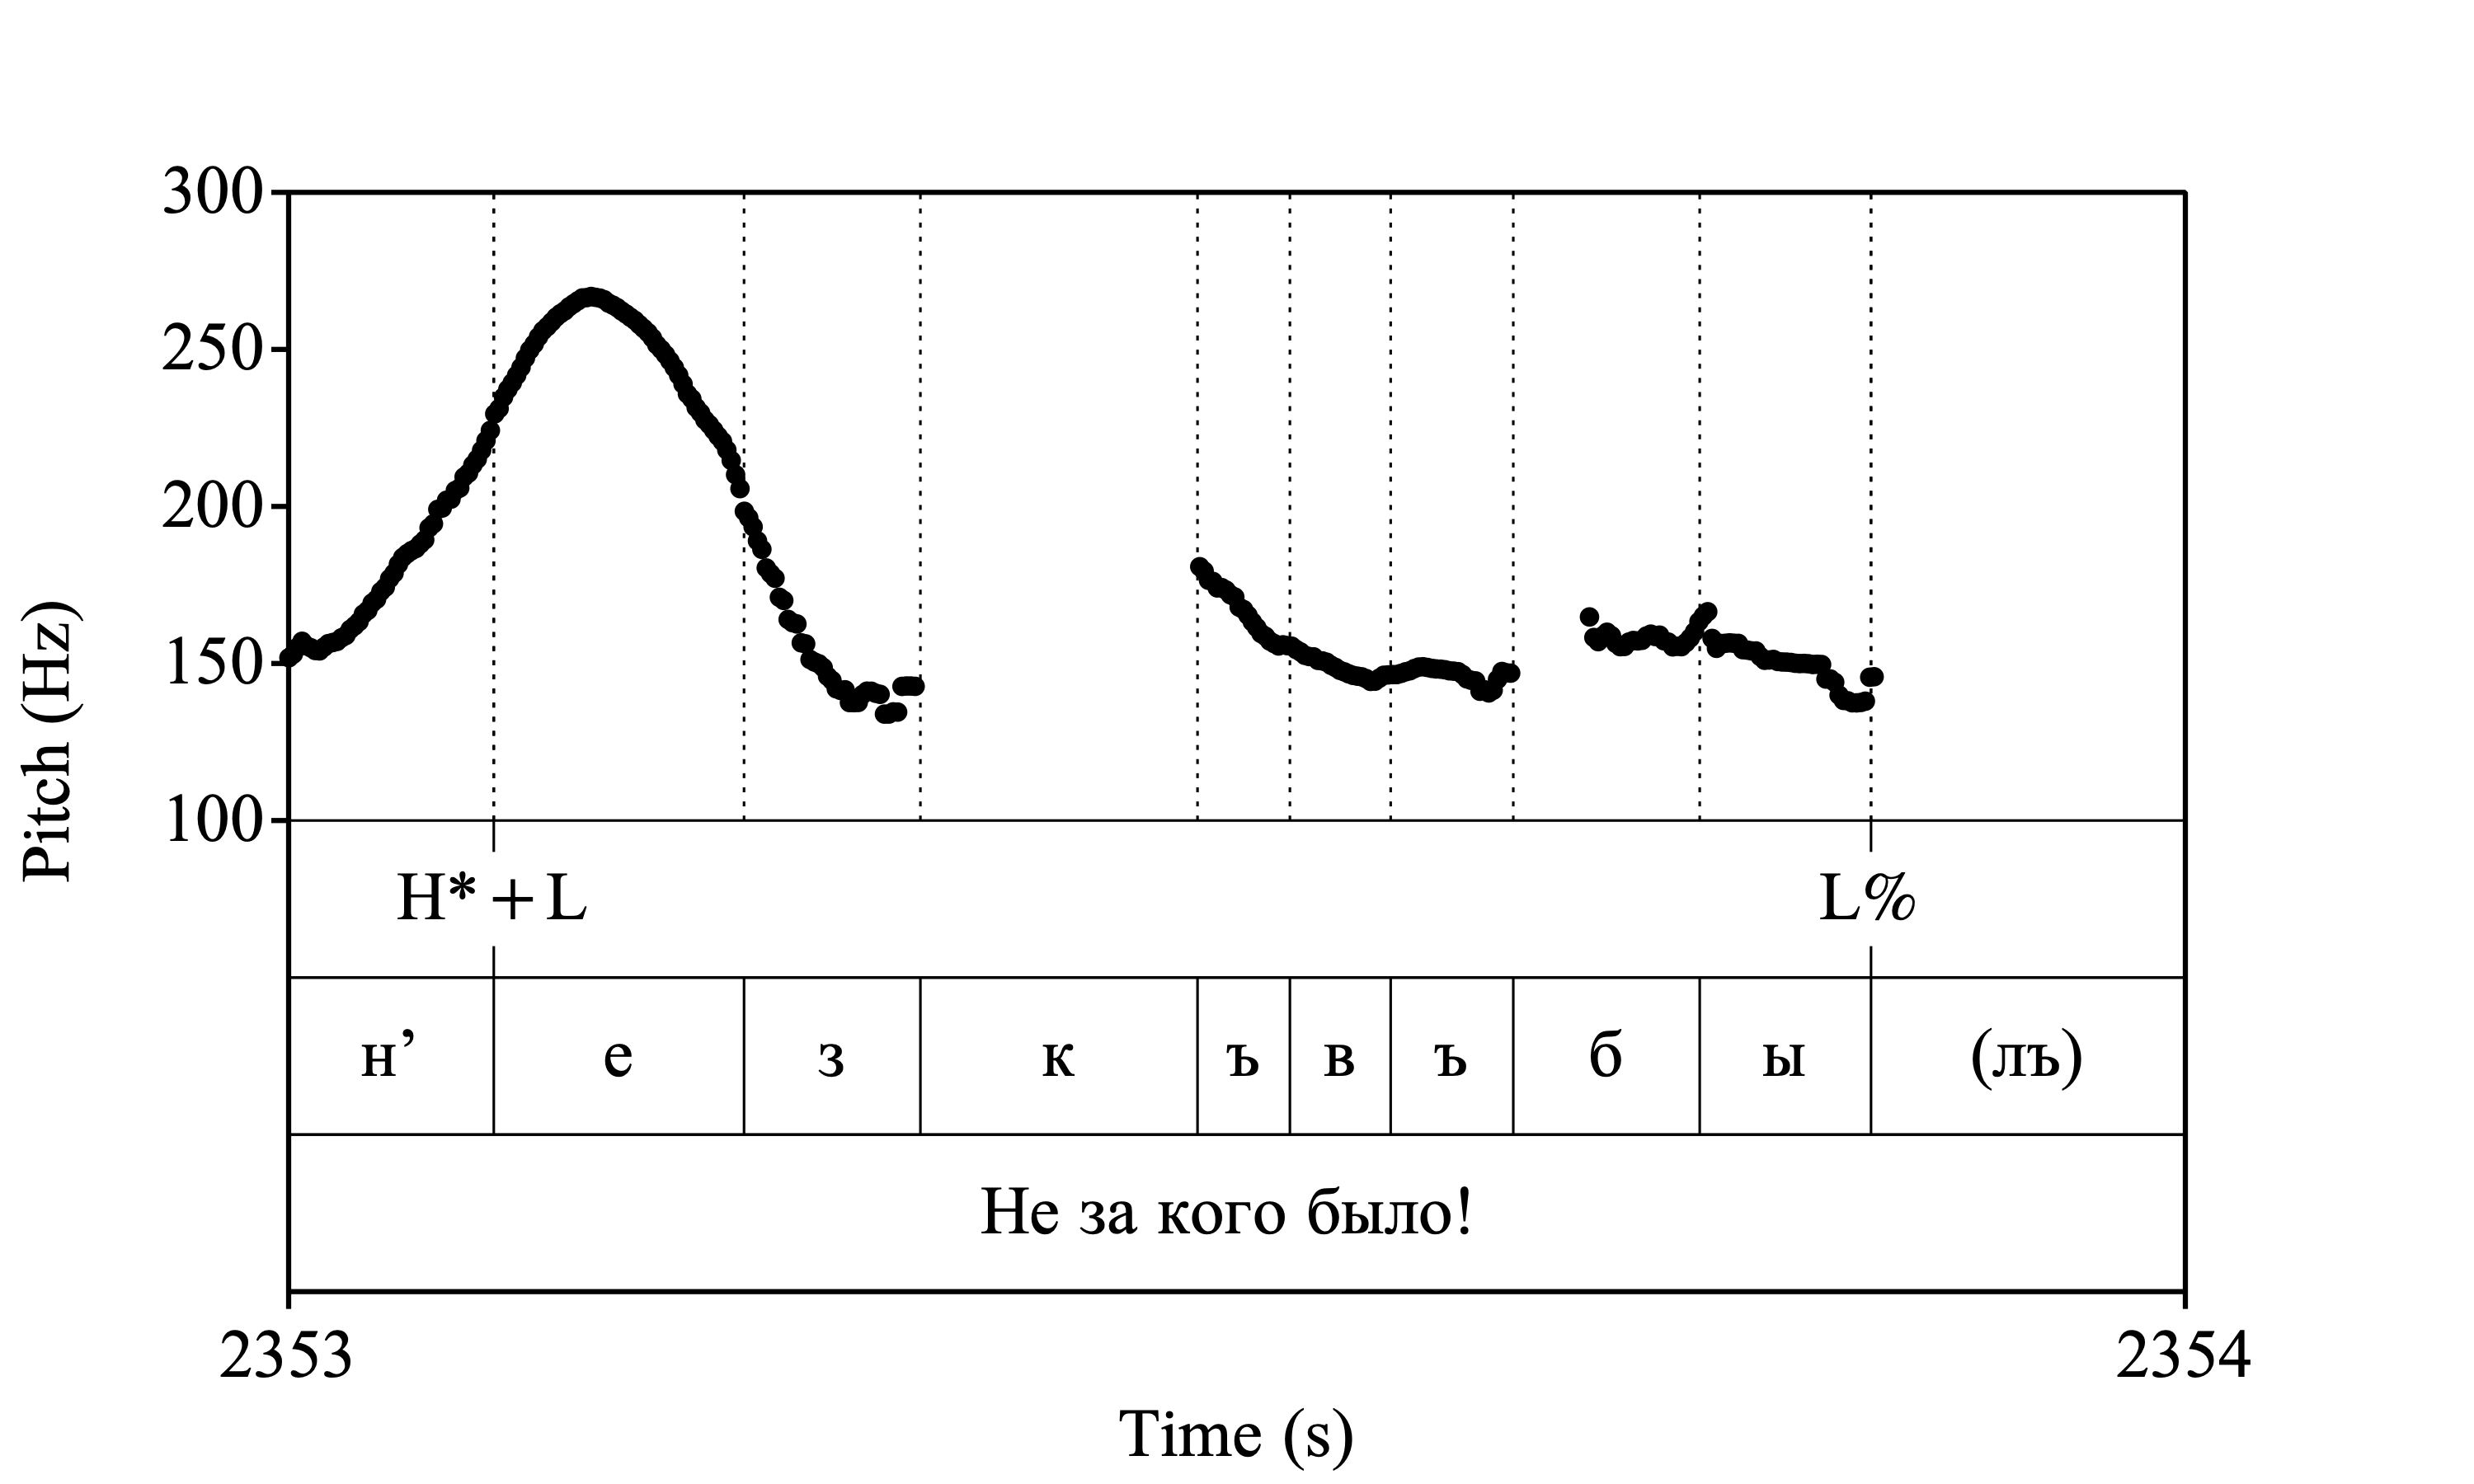 300
250
200
150
100
Pitch (Hz)
H*+L L%
н’ е з к ъ в ъ б ы (лъ)
Не за кого было!
2353 2354
Time (s)